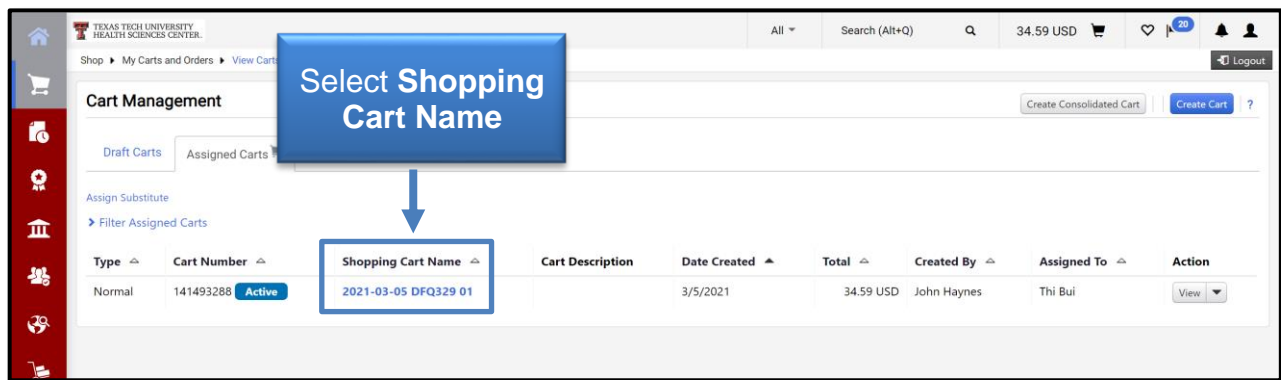 TEXAS TECH UNIVERSITY
HEALTH SCIENCES CENTER.
All
Search (Alt+Q)
34.59 USD
20
Shop
My Carts and Orders
View Carts
Logout
Select Shopping
Cart Name
Cart Management
Create Consolidated Cart
Create Cart
?
Draft Carts
Assigned Carts
Assign Substitute
Filter Assigned Carts
Type Cart Number Shopping Cart Name Cart Description Date Created Total Created By Assigned To Action
Normal 141493288 Active 2021-03-05 DFQ329 01 3/5/2021 34.59 USD John Haynes Thi Bui View